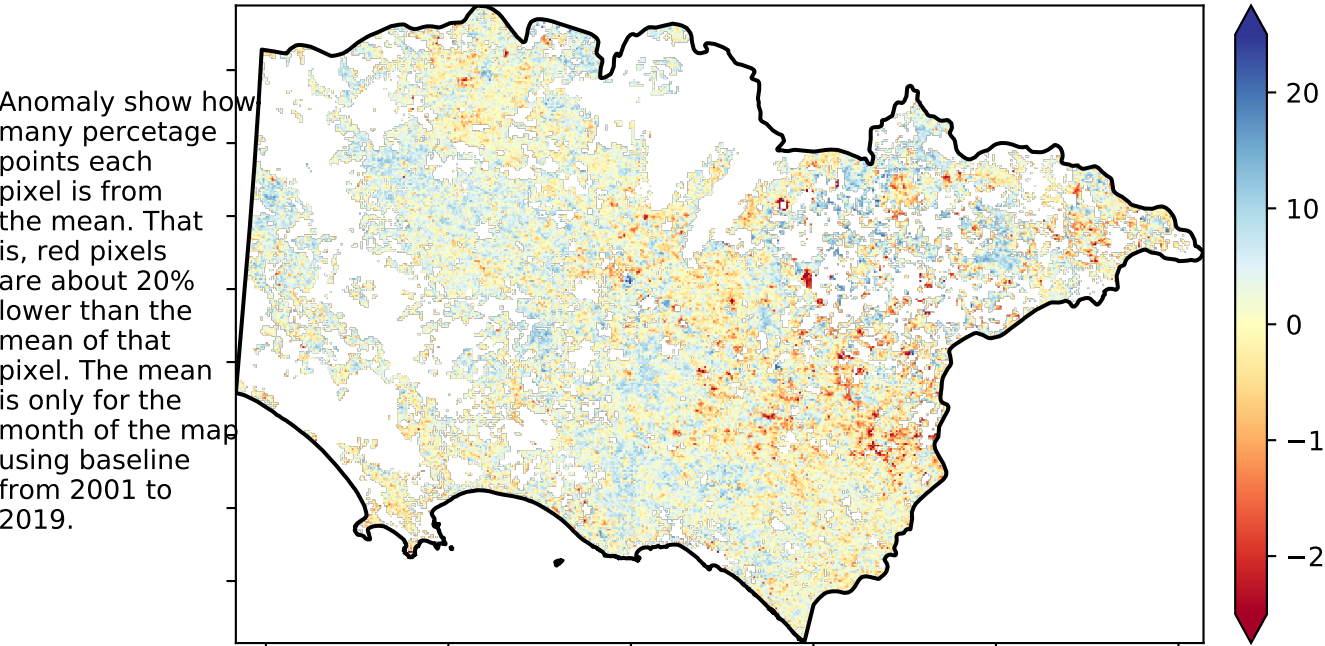 Anomaly show how
many percetage
points each
pixel is from
the mean. That
is, red pixels
are about 20%
lower than the
mean of that
pixel. The mean
is only for the
month of the map
using baseline
from 2001 to
2019.
20
10
0
−1
−2